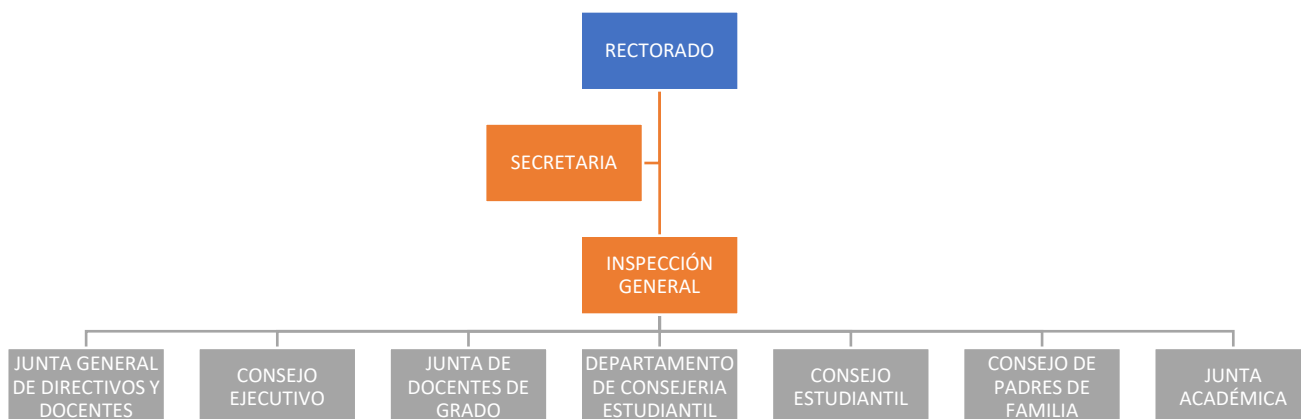 RECTORADO
SECRETARIA
INSPECCIÓN
GENERAL
JUNTA GENERAL
DE DIRECTIVOS Y
DOCENTES
CONSEJO
EJECUTIVO
JUNTA DE
DOCENTES DE
GRADO
DEPARTAMENTO
DE CONSEJERIA
ESTUDIANTIL
CONSEJO
ESTUDIANTIL
CONSEJO DE
PADRES DE
FAMILIA
JUNTA
ACADÉMICA